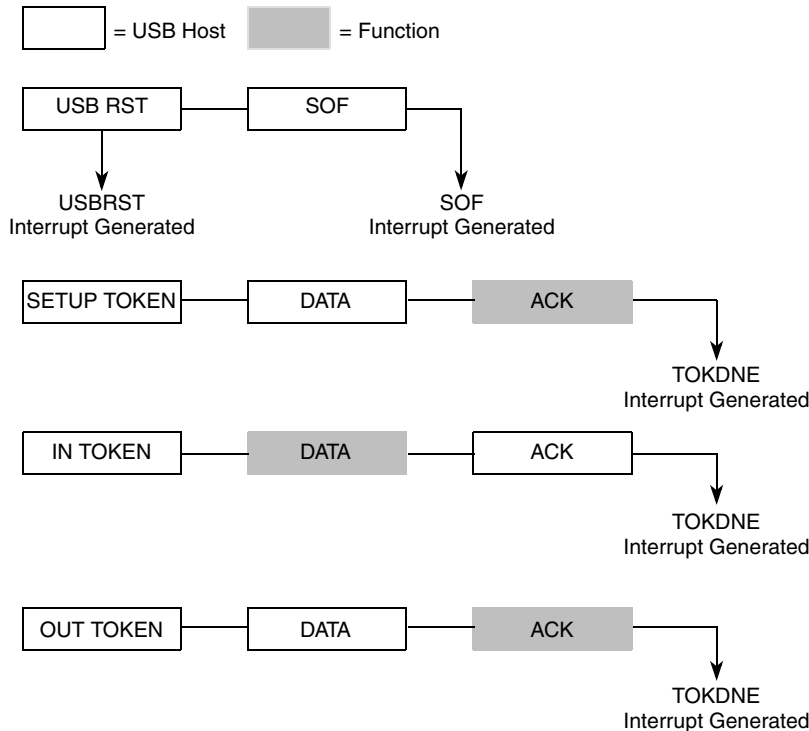 = USB Host
= Function
USB RST
SOF
USBRST
Interrupt Generated
SOF
Interrupt Generated
SETUP TOKEN
DATA
ACK
TOKDNE
Interrupt Generated
IN TOKEN
DATA
ACK
TOKDNE
Interrupt Generated
OUT TOKEN
DATA
ACK
TOKDNE
Interrupt Generated